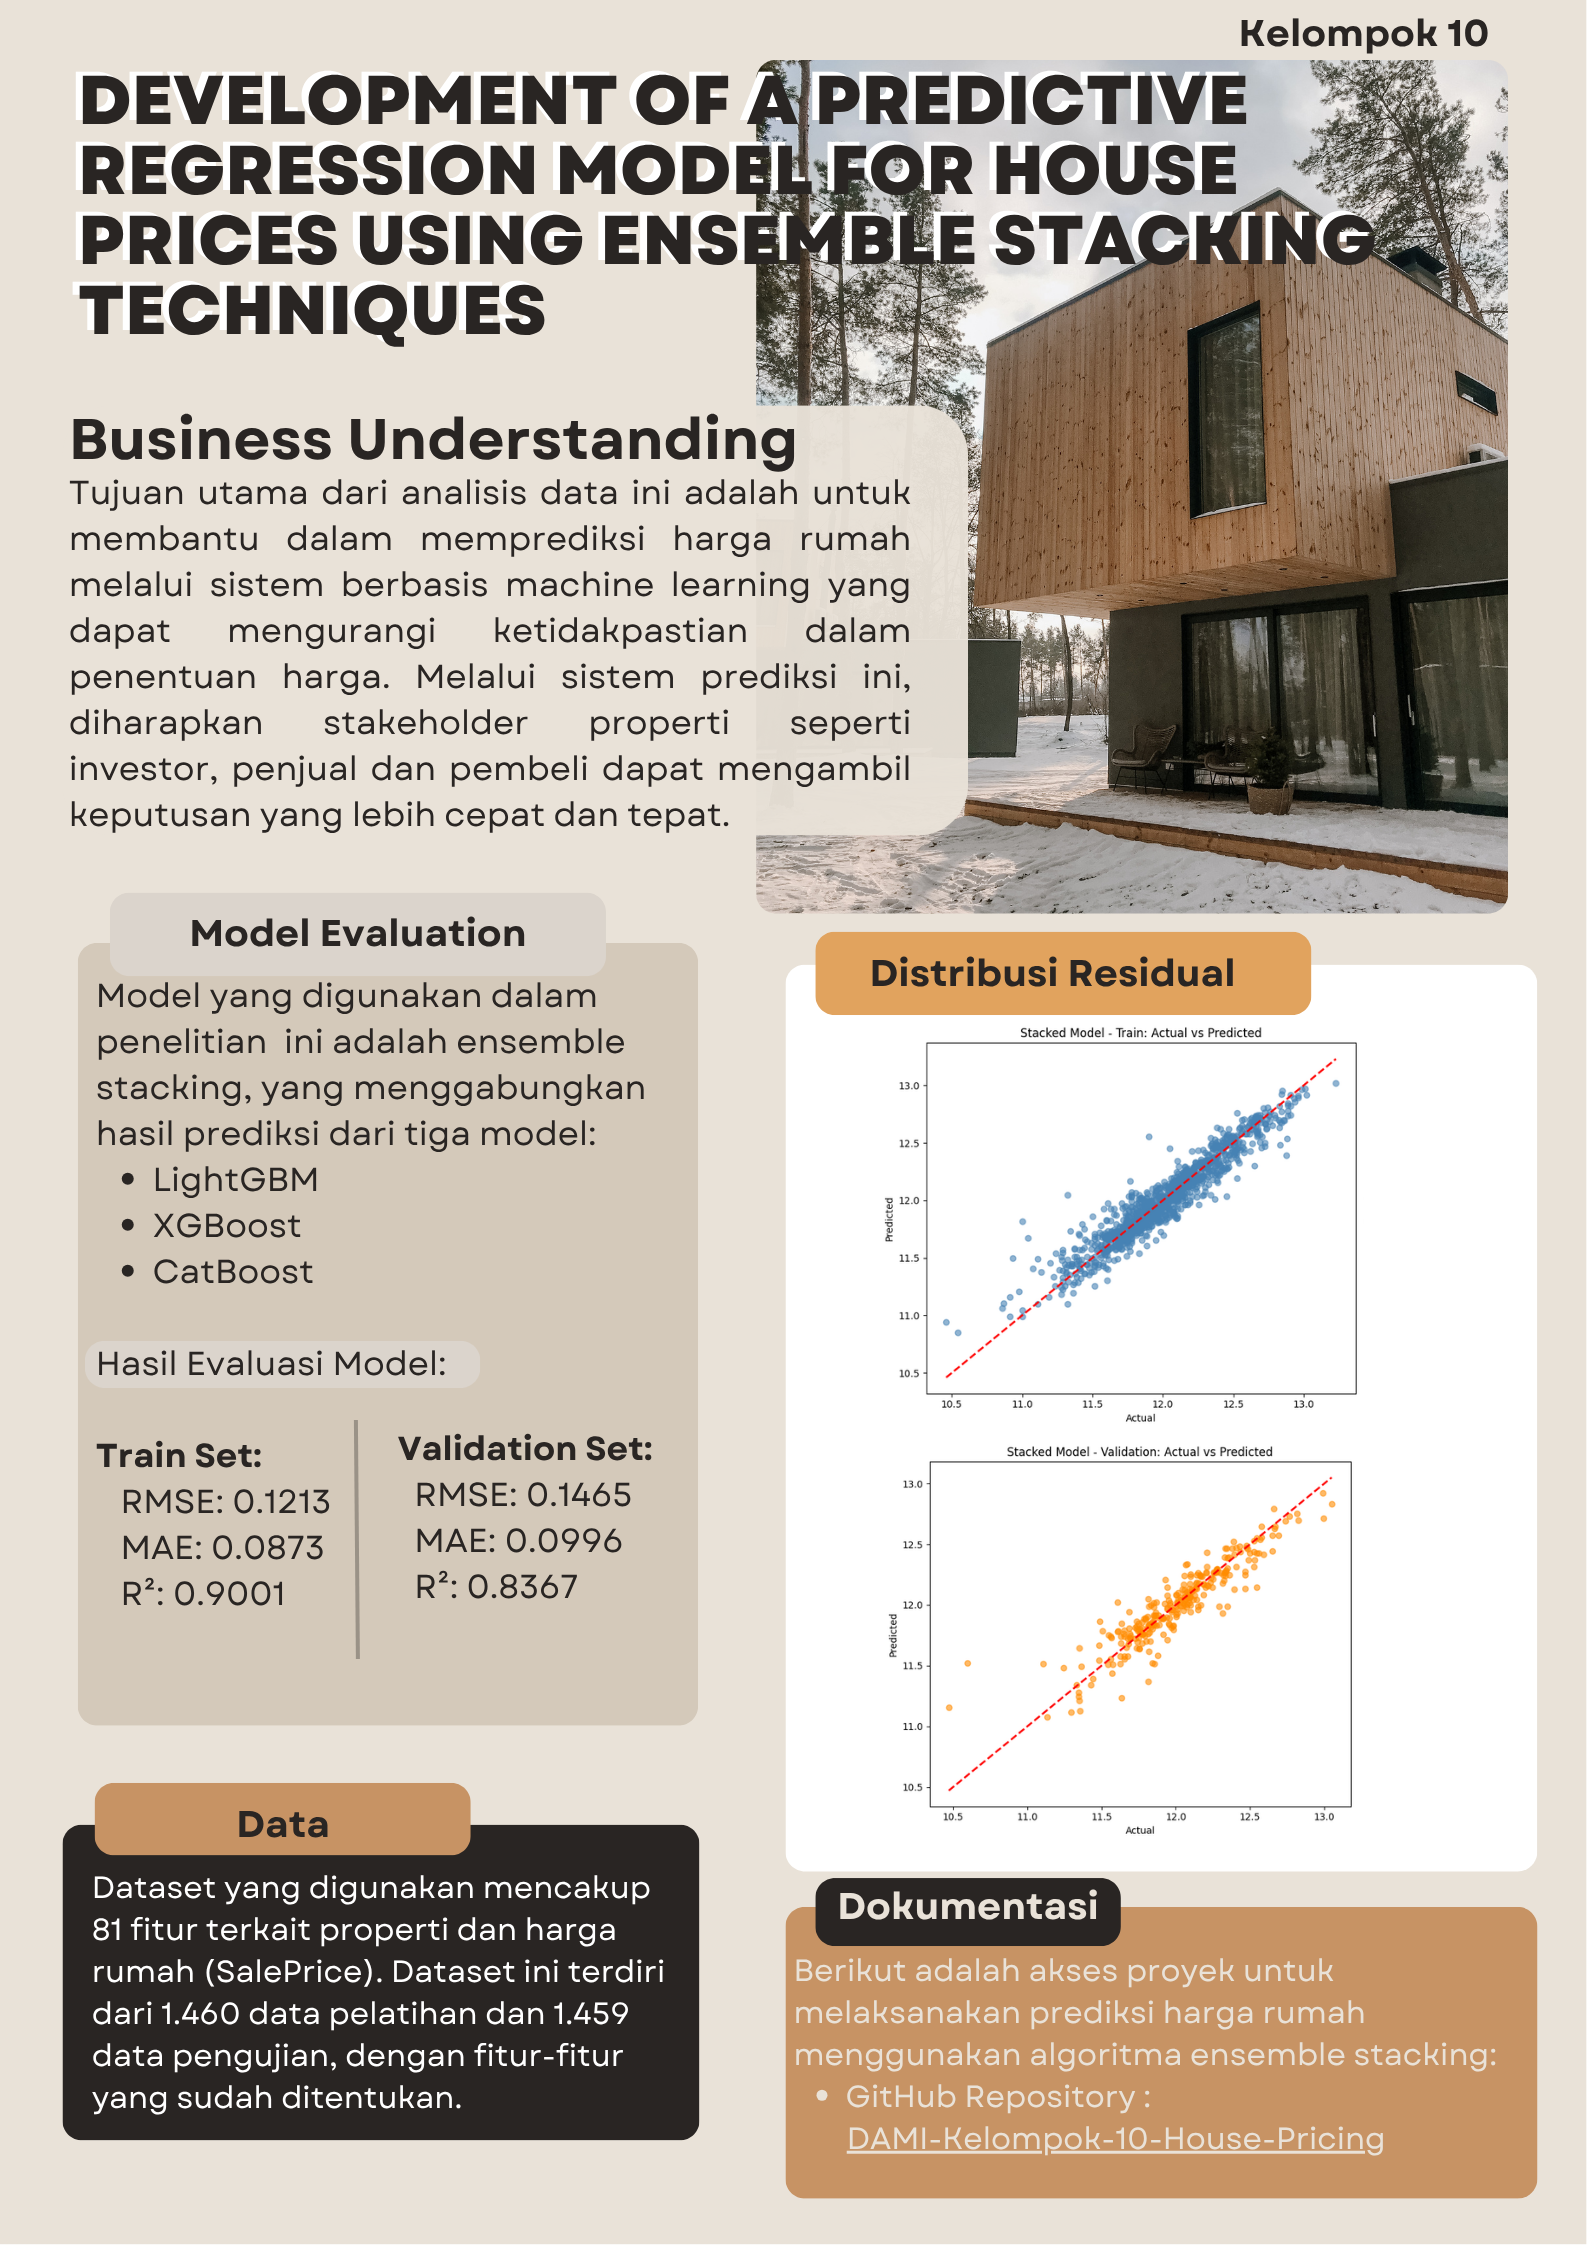 Kelompok 10
DEVELOPMENT OF A PREDICTIVE
REGRESSION MODEL FOR HOUSE
PRICES USING ENSEMBLE STACKING
TECHNIQUES
Business Understanding
Tujuan utama dari analisis data ini adalah untuk
membantu dalam memprediksi harga rumah
melalui sistem berbasis machine learning yang
dapat mengurangi ketidakpastian dalam
penentuan harga. Melalui sistem prediksi ini,
diharapkan stakeholder properti seperti
investor, penjual dan pembeli dapat mengambil
keputusan yang lebih cepat dan tepat.
Model Evaluation
Model yang digunakan dalam
penelitian  ini adalah ensemble
stacking, yang menggabungkan
hasil prediksi dari tiga model:
• LightGBM
• XGBoost
• CatBoost
Hasil Evaluasi Model:
Train Set:
RMSE: 0.1213
MAE: 0.0873
R²: 0.9001
Validation Set:
RMSE: 0.1465
MAE: 0.0996
R²: 0.8367
Data
Dataset yang digunakan mencakup
81 fitur terkait properti dan harga
rumah (SalePrice). Dataset ini terdiri
dari 1.460 data pelatihan dan 1.459
data pengujian, dengan fitur-fitur
yang sudah ditentukan.
Distribusi Residual
Stacked Model - Train: Actual vs Predicted
13.0
12.5
12.0
11.5
11.0
10.5
Predicted
10.5 11.0 11.5 12.0 12.5 13.0
Actual
Stacked Model - Validation: Actual vs Predicted
13.0
12.5
12.0
11.5
11.0
10.5
Predicted
10.5 11.0 11.5 12.0 12.5 13.0
Actual
Dokumentasi
Berikut adalah akses proyek untuk
melaksanakan prediksi harga rumah
menggunakan algoritma ensemble stacking:
• GitHub Repository :
DAMI-Kelompok-10-House-Pricing